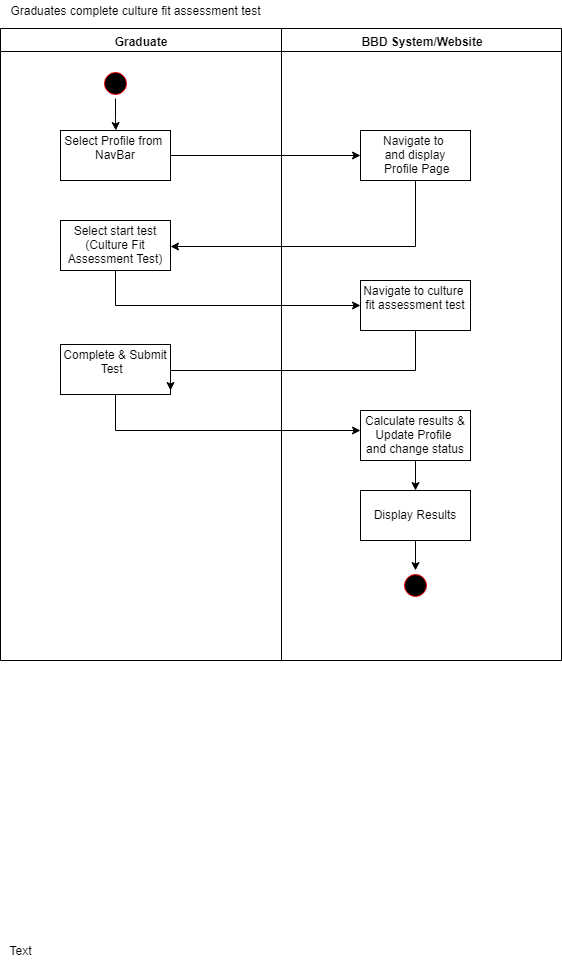 Graduates complete culture fit assessment test
Graduate
BBD System/Website
Select Profile from
NavBar
Navigate to
and display
Profile Page
Select start test
(Culture Fit
Assessment Test)
Navigate to culture
fit assessment test
Complete & Submit
Test
Calculate results &
Update Profile
and change status
Display Results
Text